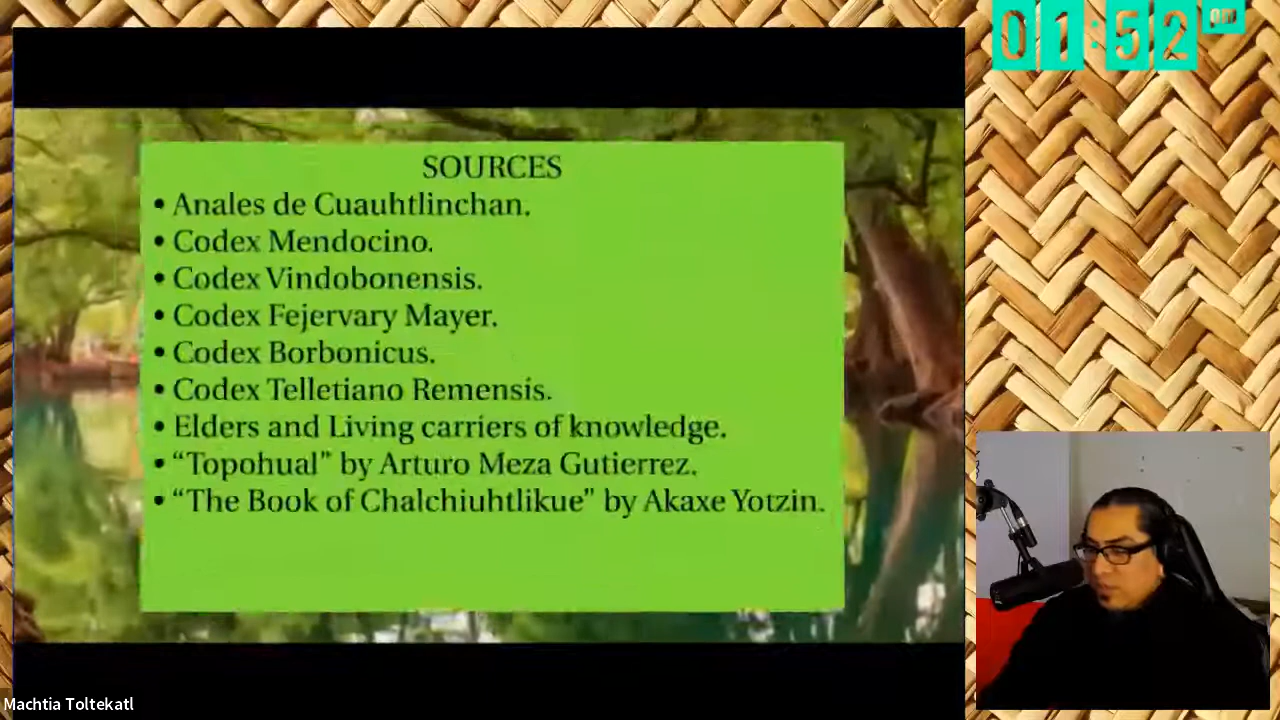 01:52 am
SOURCES
• Anales de Cuauhtlinchan.
• Codex Mendocino.
• Codex Vindobonensis.
• Codex Fejervary Mayer.
• Codex Borbonicus.
• Codex Telletiano Remensis.
• Elders and Living carriers of knowledge.
• “Topohual” by Arturo Meza Gutierrez.
• “The Book of Chalchiuhtlikue” by Akaxe Yotzin.
Machtia Toltekatl